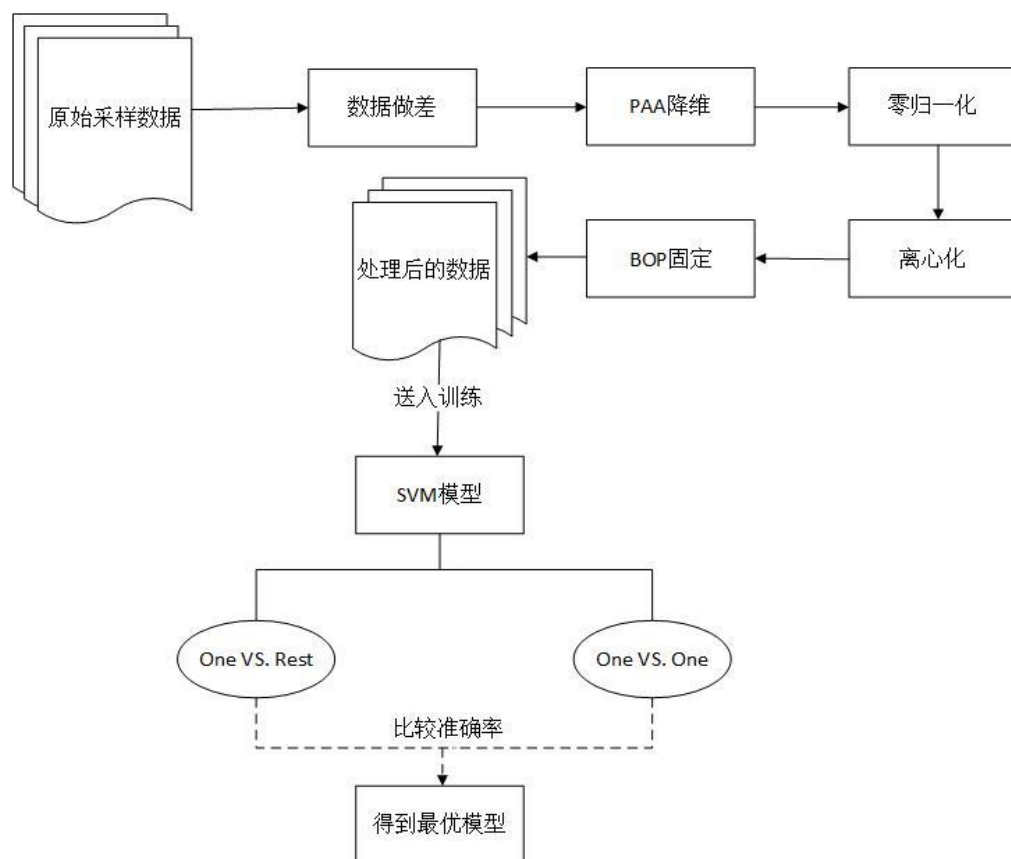 原始采样数据
数据做差
PAA降维
零归一化
离心化
BOP固定
处理后的数据
送入训练
SVM模型
One VS. Rest
One VS. One
比较准确率
得到最优模型